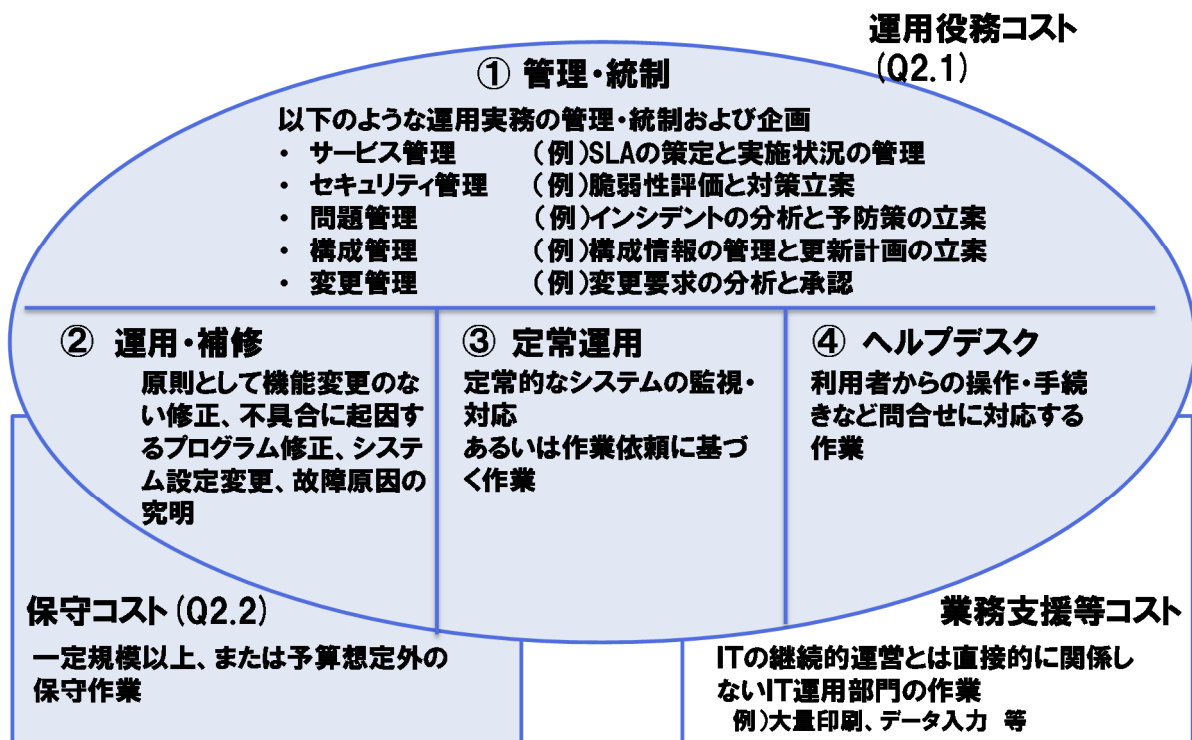 運用役務コスト
(Q2.1)
① 管理・統制
以下のような運用実務の管理・統制および企画
・ サービス管理 （例）SLAの策定と実施状況の管理
・ セキュリティ管理 （例）脆弱性評価と対策立案
・ 問題管理 （例）インシデントの分析と予防策の立案
・ 構成管理 （例）構成情報の管理と更新計画の立案
・ 変更管理 （例）変更要求の分析と承認
② 運用・補修
原則として機能変更のな
い修正、不具合に起因す
るプログラム修正、システ
ム設定変更、故障原因の
究明
③ 定常運用
定常的なシステムの監視・
対応
あるいは作業依頼に基づ
く作業
④ ヘルプデスク
利用者からの操作・手続
きなど問合せに対応する
作業
保守コスト(Q2.2)
一定規模以上、または予算想定外の
保守作業
業務支援等コスト
ITの継続的運営とは直接的に関係し
ないIT運用部門の作業
例）大量印刷、データ入力 等